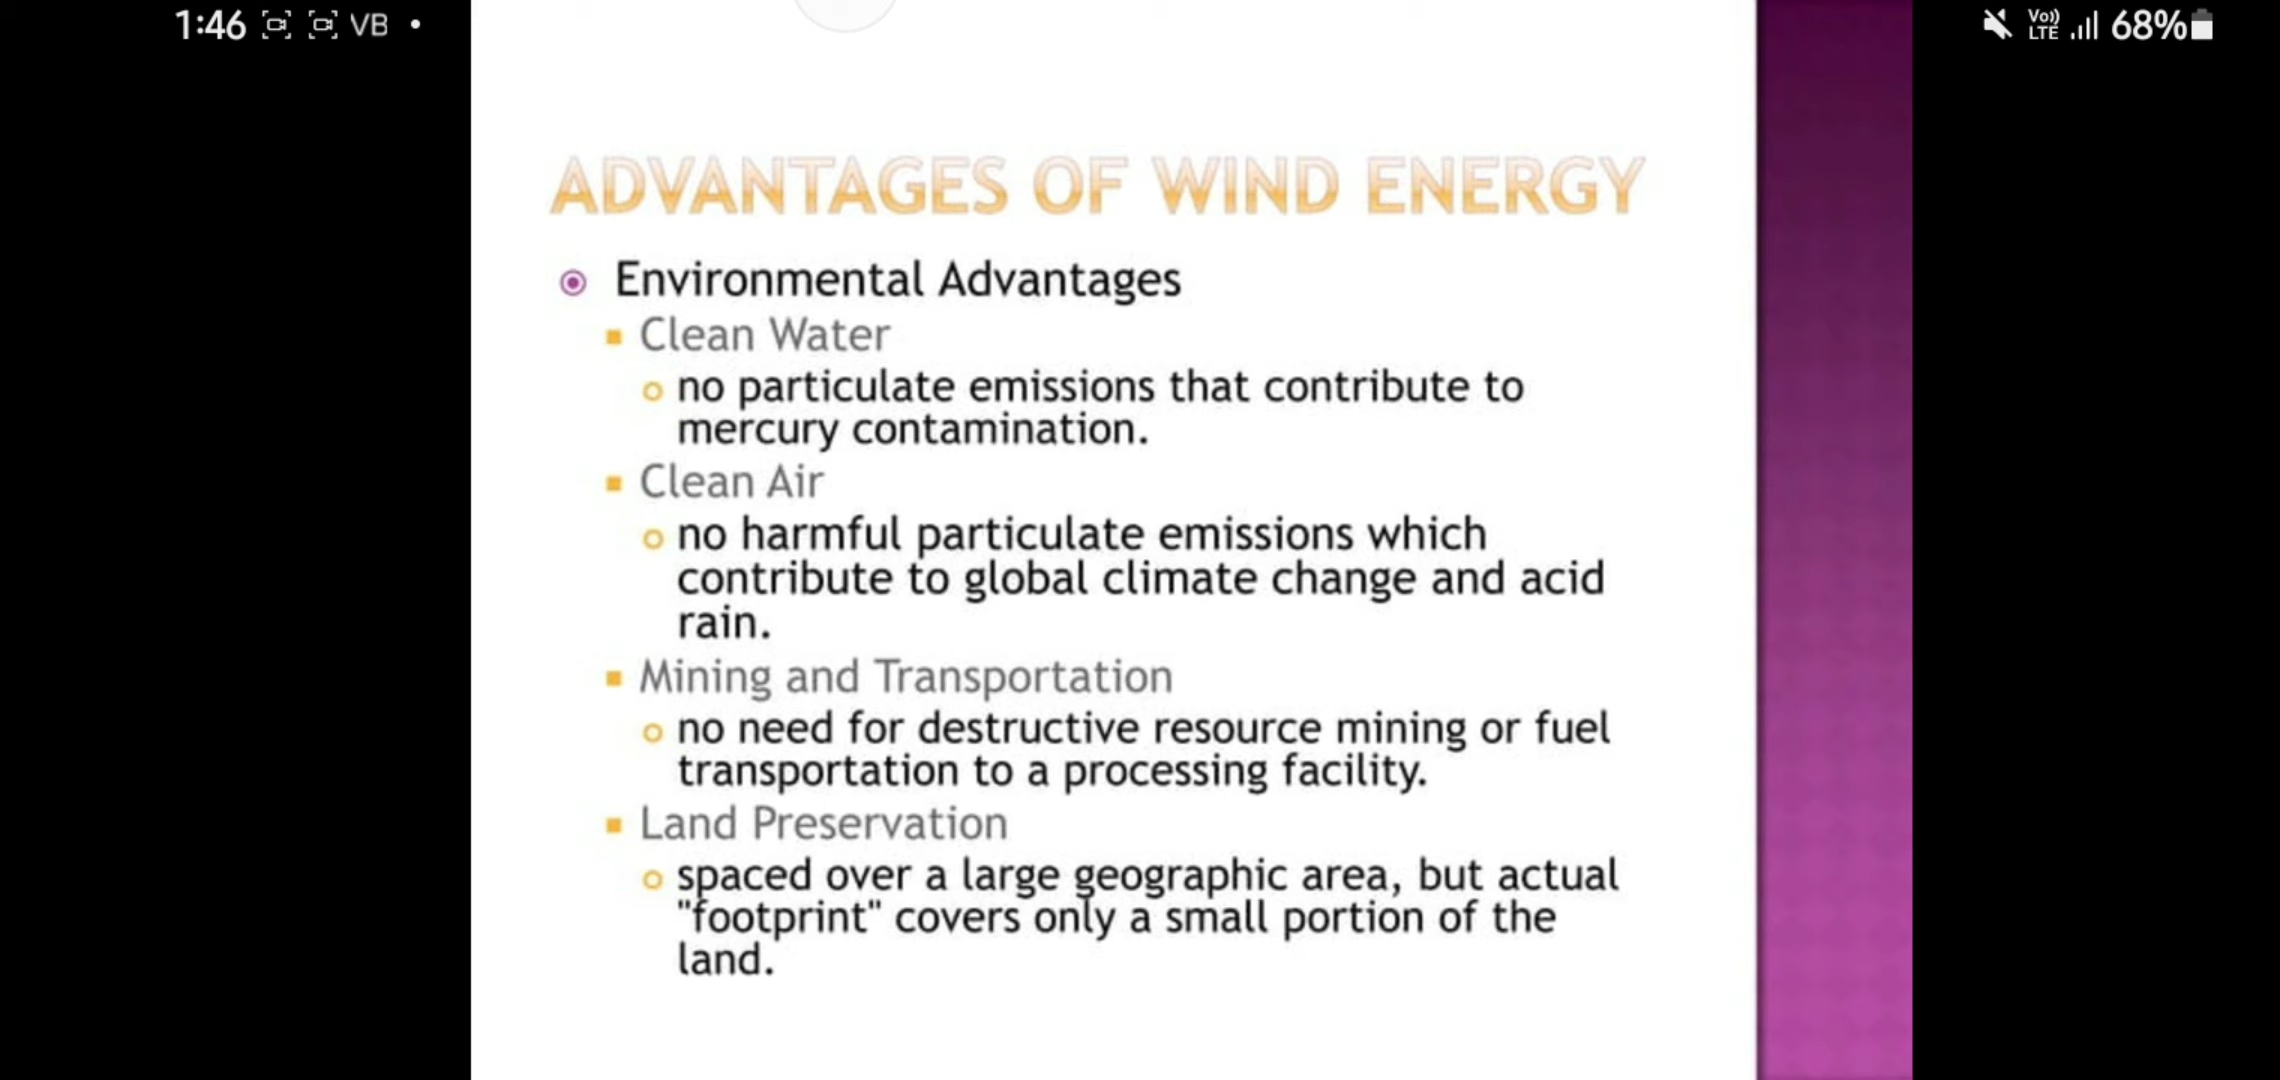 1:46 VB
Vo)) LTE 68%
ADVANTAGES OF WIND ENERGY
Environmental Advantages
Clean Water
no particulate emissions that contribute to
mercury contamination.
Clean Air
no harmful particulate emissions which
contribute to global climate change and acid
rain.
Mining and Transportation
no need for destructive resource mining or fuel
transportation to a processing facility.
Land Preservation
spaced over a large geographic area, but actual
"footprint" covers only a small portion of the
land.